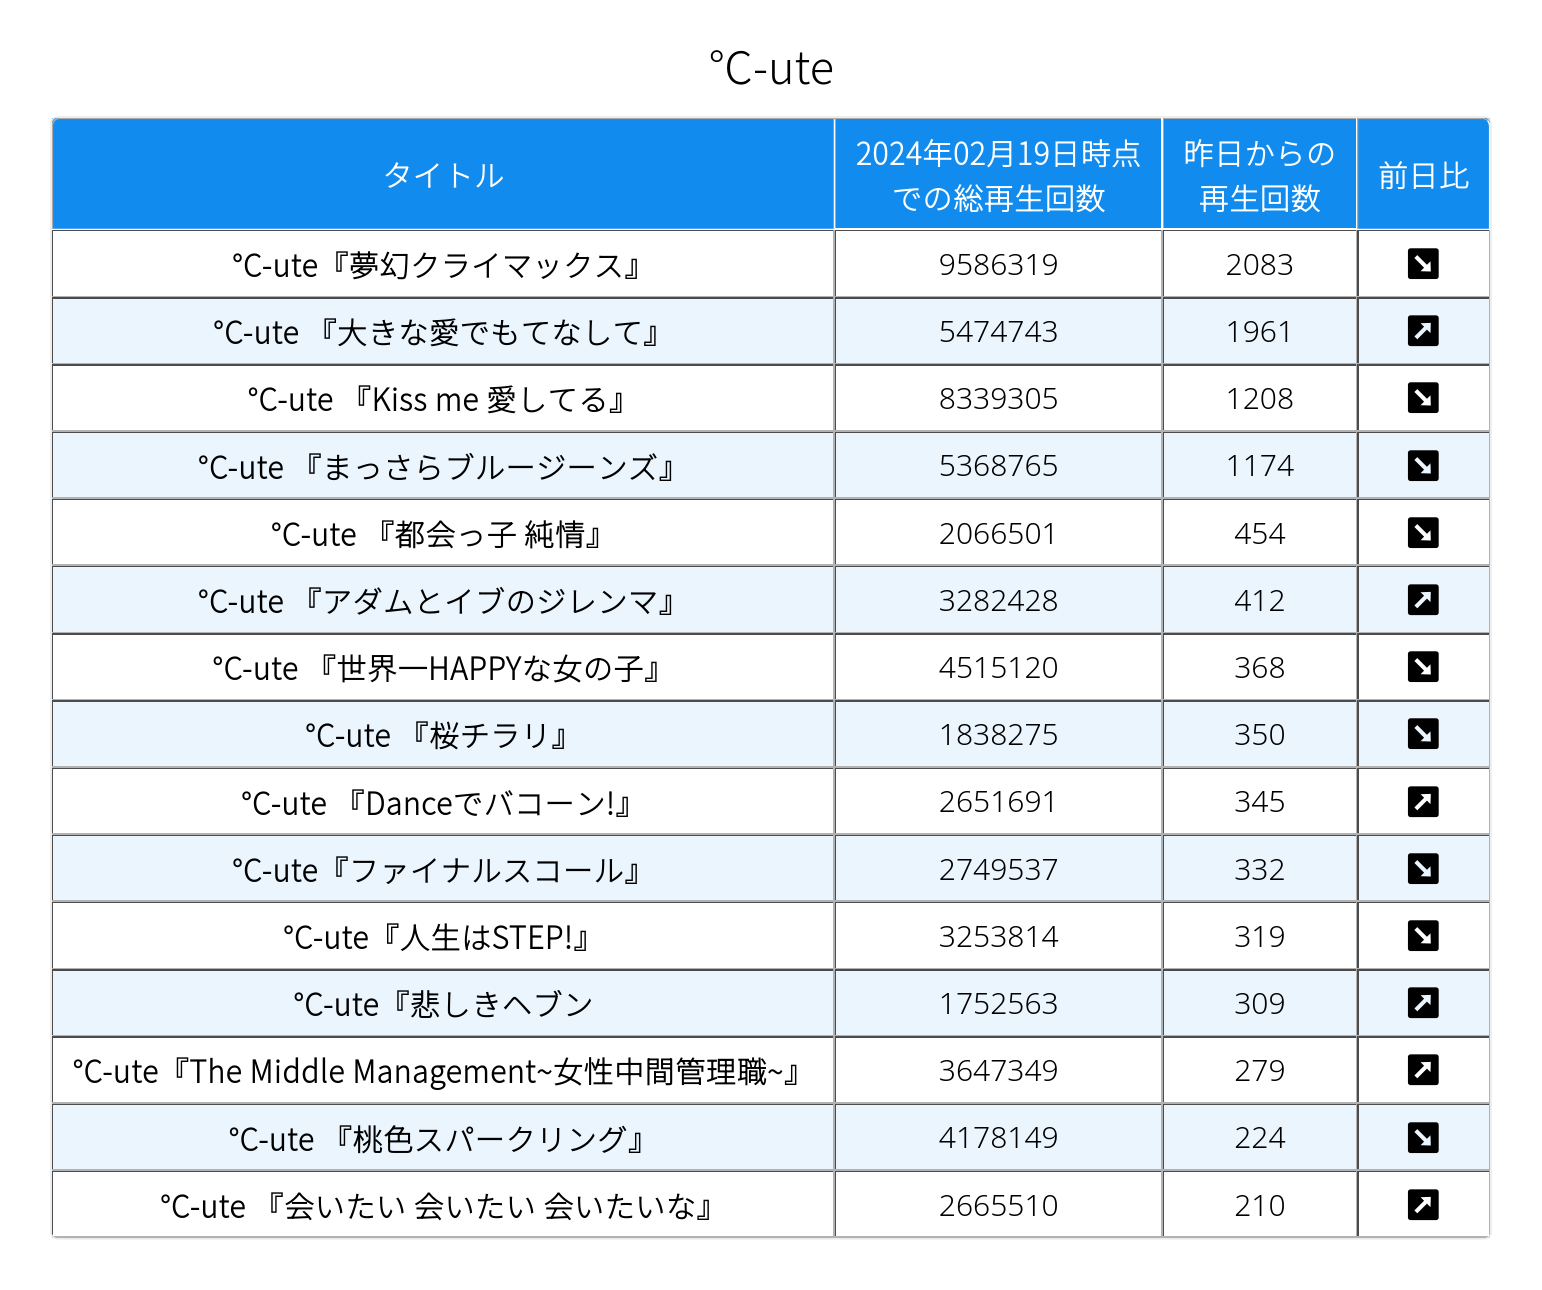 ℃-ute
タイトル
2024年02月19日時点
での総再生回数
昨日からの
再生回数
前日比
℃-ute『夢幻クライマックス』 9586319 2083
℃-ute 『大きな愛でもてなして』 5474743 1961
℃-ute 『Kiss me 愛してる』 8339305 1208
℃-ute 『まっさらブルージーンズ』 5368765 1174
℃-ute 『都会っ子 純情』 2066501 454
℃-ute 『アダムとイブのジレンマ』 3282428 412
℃-ute 『世界一HAPPYな女の子』 4515120 368
℃-ute 『桜チラリ』 1838275 350
℃-ute 『Danceでバコーン!』 2651691 345
℃-ute『ファイナルスコール』 2749537 332
℃-ute『人生はSTEP!』 3253814 319
℃-ute『悲しきヘブン 1752563 309
℃-ute『The Middle Management~女性中間管理職~』 3647349 279
℃-ute 『桃色スパークリング』 4178149 224
℃-ute 『会いたい 会いたい 会いたいな』 2665510 210